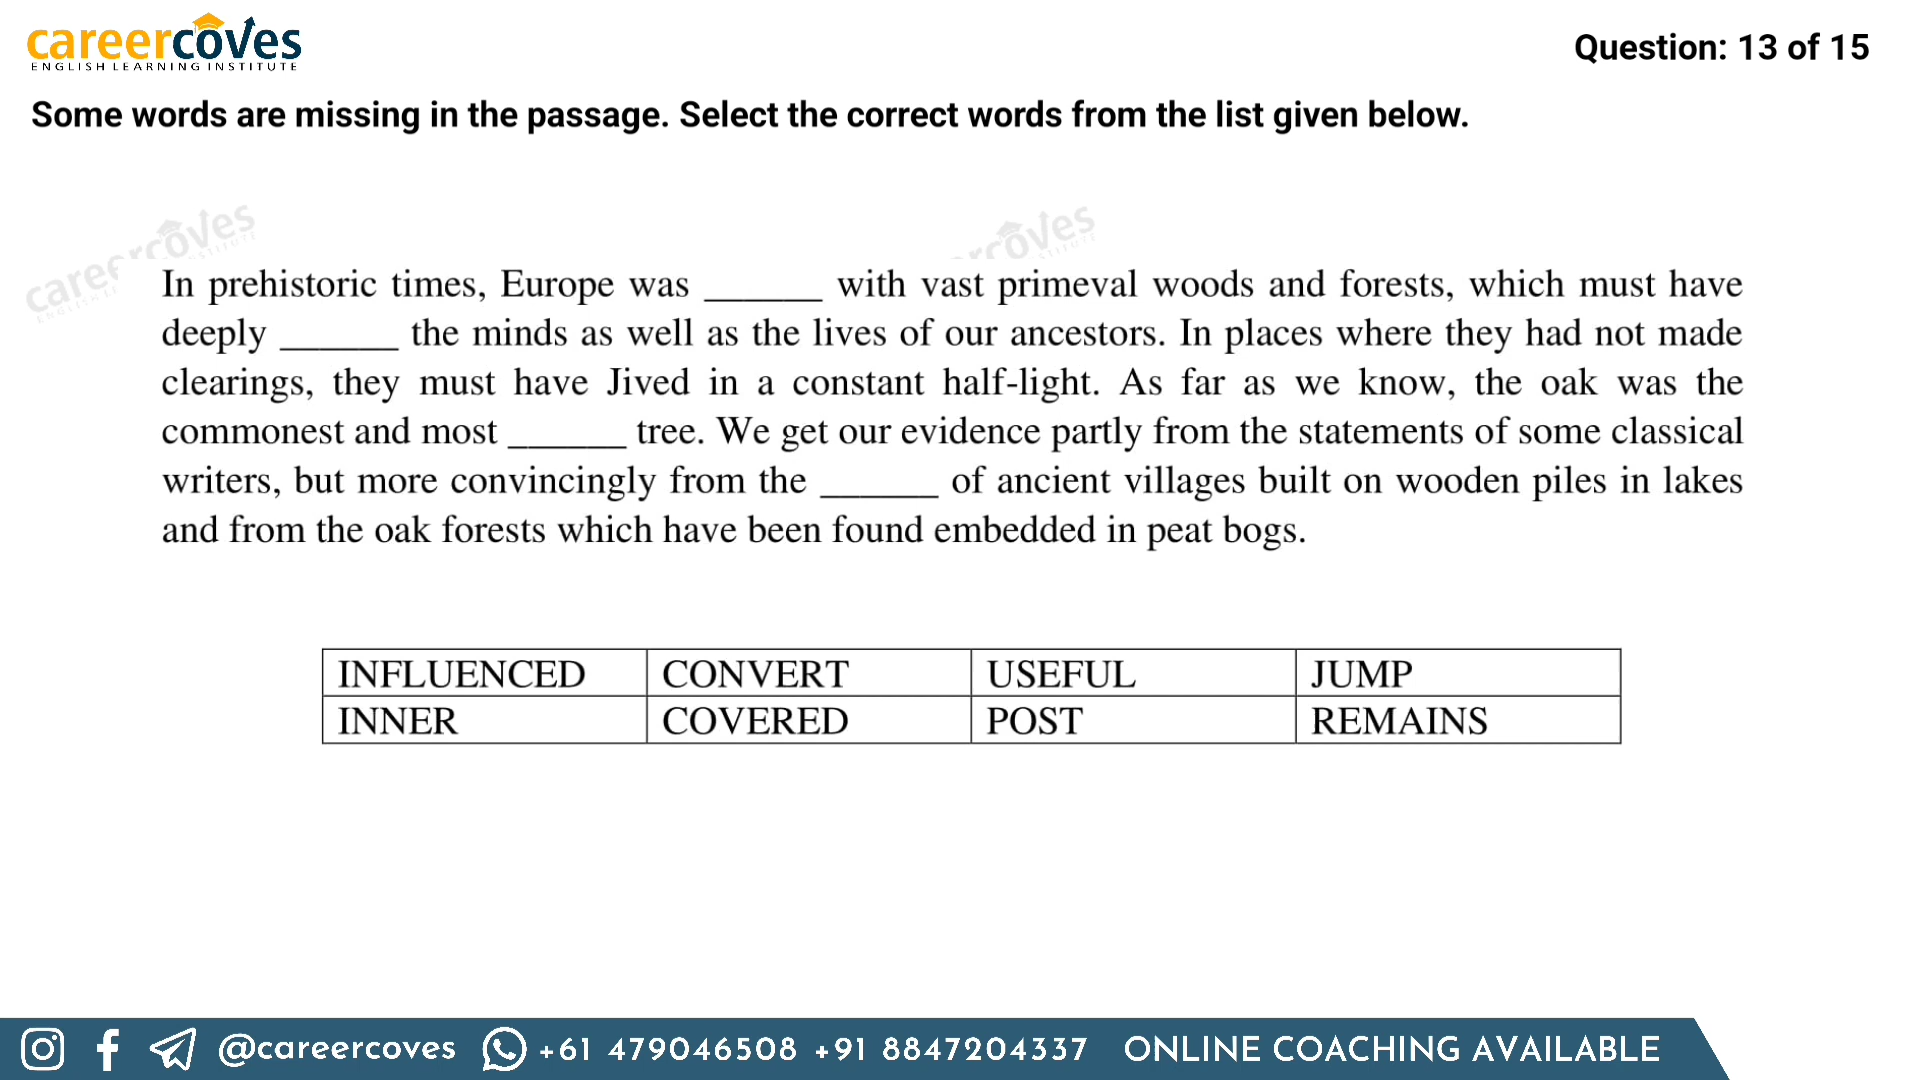 careercoves
ENGLISH LEARNING INSTITUTE
Question: 13 of 15
Some words are missing in the passage. Select the correct words from the list given below.
careercoves
rcoves
In prehistoric times, Europe was ______ with vast primeval woods and forests, which must have
deeply ______ the minds as well as the lives of our ancestors. In places where they had not made
clearings, they must have Jived in a constant half-light. As far as we know, the oak was the
commonest and most ______ tree. We get our evidence partly from the statements of some classical
writers, but more convincingly from the ______ of ancient villages built on wooden piles in lakes
and from the oak forests which have been found embedded in peat bogs.
INFLUENCED CONVERT USEFUL JUMP
INNER COVERED POST REMAINS
@careercoves +61 479046508 +91 8847204337 ONLINE COACHING AVAILABLE